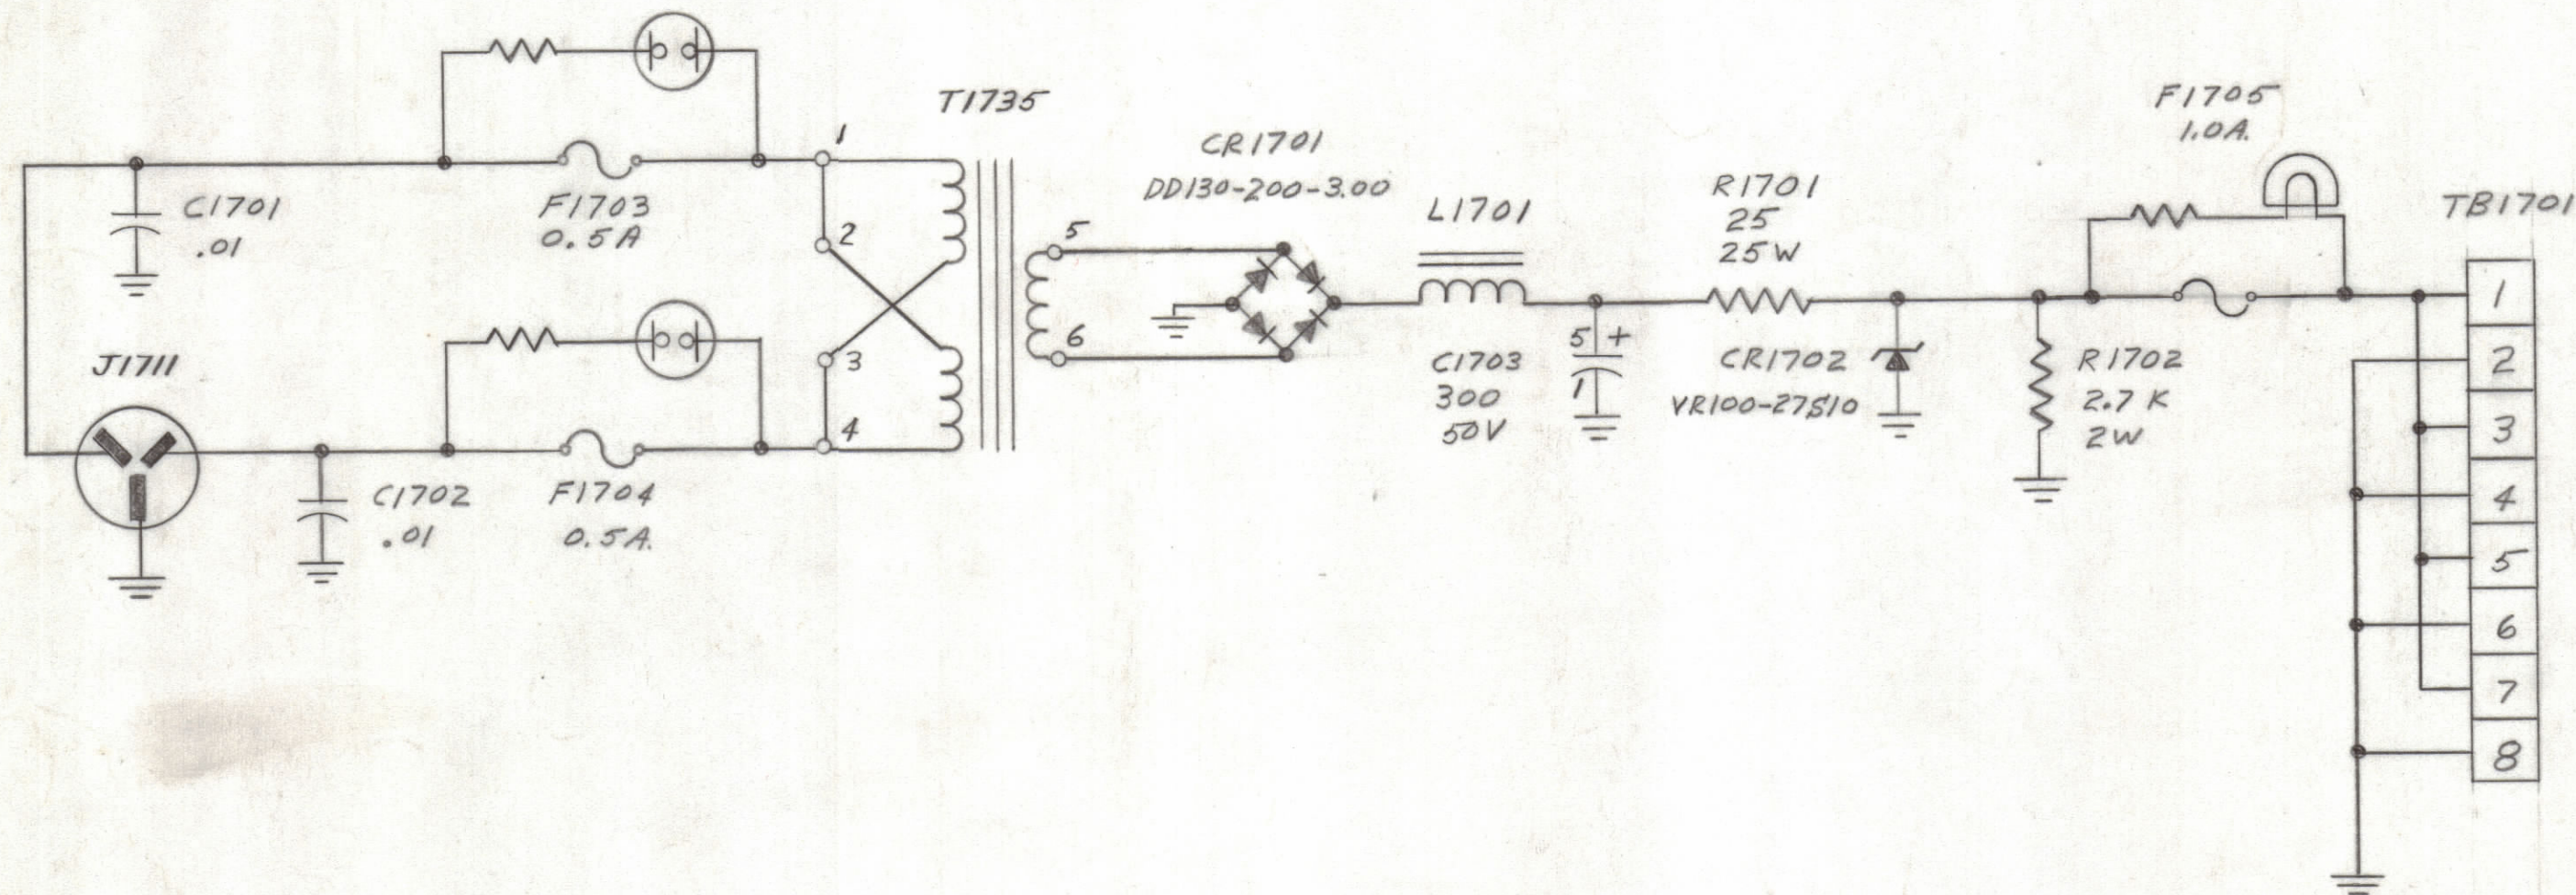 J1711
C1701
.01
C1702
.01
F1703
0.5A
F1704
0.5A.
1
2
3
4
T1735
5
6
CR1701
DD130-200-3.00
L1701
C1703
300
50V
5 +
1
R1701
25
25W
CR1702
VR100-27S10
R1702
2.7 K
2W
F1705
1.0A.
TB1701
1
2
3
4
5
6
7
8